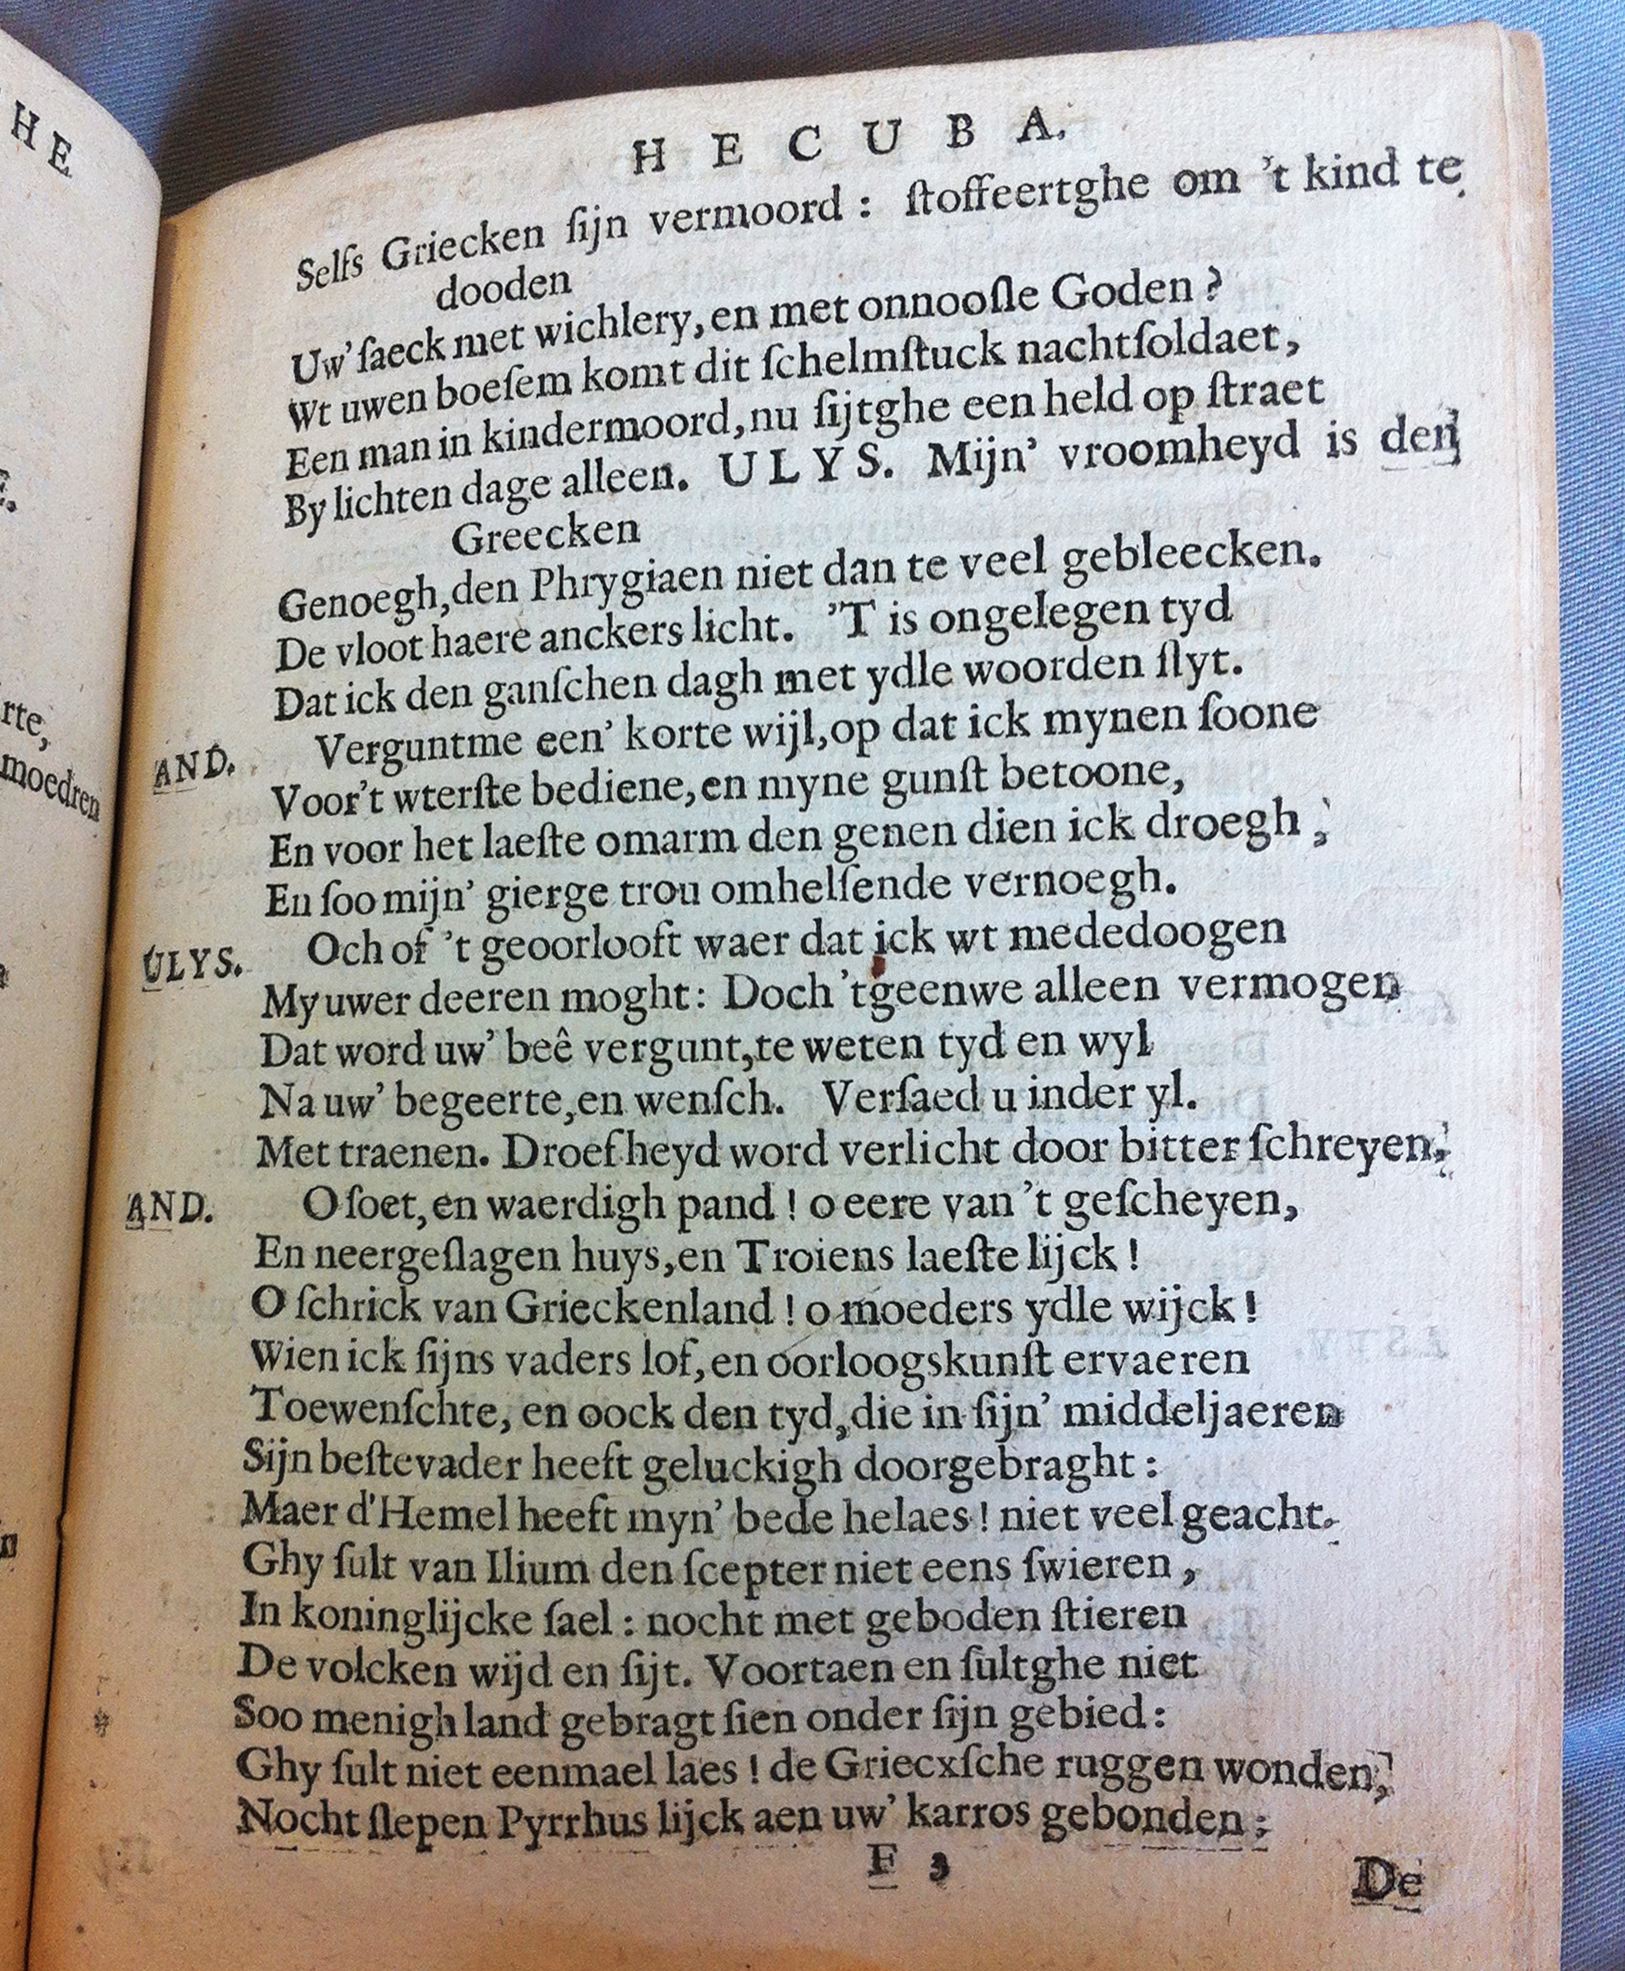 HE
E.
rte,
moedren
HECUBA.
Selfs Griecken ſijn vermoord : ſtoffeertghe om 't kind te
dooden
Uw' ſaeck met wichlery, en met onnooſle Goden ?
Wt uwen boeſem komt dit ſchelmſtuck nachtſoldaet,
Een man in kindermoord, nu ſijtghe een held op ſtraet
By lichten dage alleen. ULYS. Mijn' vroomheyd is den
Greecken
Genoegh, den Phrygiaen niet dan te veel gebleecken.
De vloot haere anckers licht. 'T is ongelegen tyd
Dat ick den ganſchen dagh met ydle woorden ſlyt.
AND. Verguntme een' korte wijl, op dat ick mynen ſoone
Voor't wterſte bediene, en myne gunſt betoone,
En voor het laeſte omarm den genen dien ick droegh,
En ſoo mijn' gierge trou omhelſende vernoegh.
ULYS. Och of 't geoorlooft waer dat ick wt mededoogen
My uwer deeren moght : Doch 'tgeenwe alleen vermogen
Dat word uw' beê vergunt, te weten tyd en wyl
Na uw' begeerte, en wenſch. Verſaed u inder yl.
Met traenen. Droefheyd word verlicht door bitter ſchreyen.
AND. O ſoet, en waerdigh pand ! o eere van 't geſcheyen,
En neergeſlagen huys, en Troiens laeſte lijck !
O ſchrick van Grieckenland ! o moeders ydle wijck !
Wien ick ſijns vaders lof, en oorloogskunſt ervaeren
Toewenſchte, en oock den tyd, die in ſijn' middeljaeren
Sijn beſtevader heeft geluckigh doorgebraght :
Maer d'Hemel heeft myn' bede helaes ! niet veel geacht.
Ghy ſult van Ilium den ſcepter niet eens ſwieren,
In koninglijcke ſael : nocht met geboden ſtieren
De volcken wijd en ſijt. Voortaen en ſultghe niet
Soo menigh land gebragt ſien onder ſijn gebied :
Ghy ſult niet eenmael laes ! de Griecxſche ruggen wonden,
Nocht ſlepen Pyrrhus lijck aen uw' karros gebonden ;
F 3
De